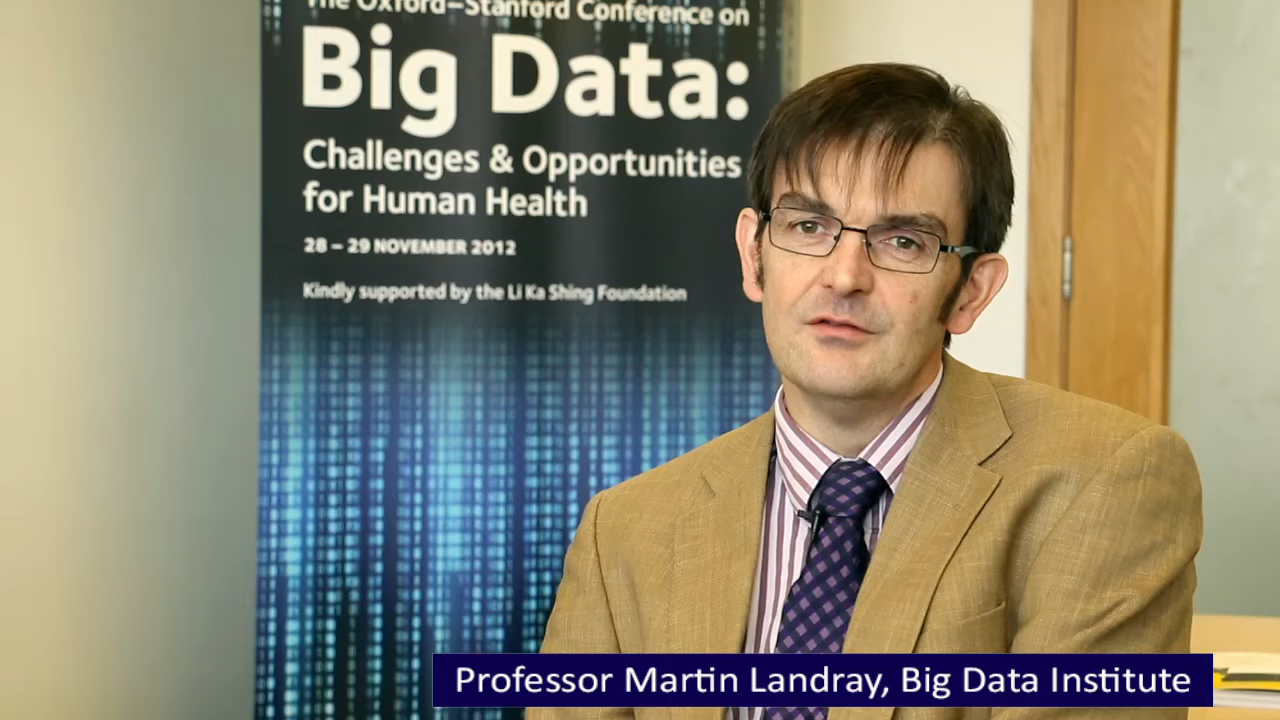 The Oxford–Stanford Conference on
Big Data:
Challenges & Opportunities
for Human Health
28 – 29 NOVEMBER 2012
Kindly supported by the Li Ka Shing Foundation
Professor Martin Landray, Big Data Institute